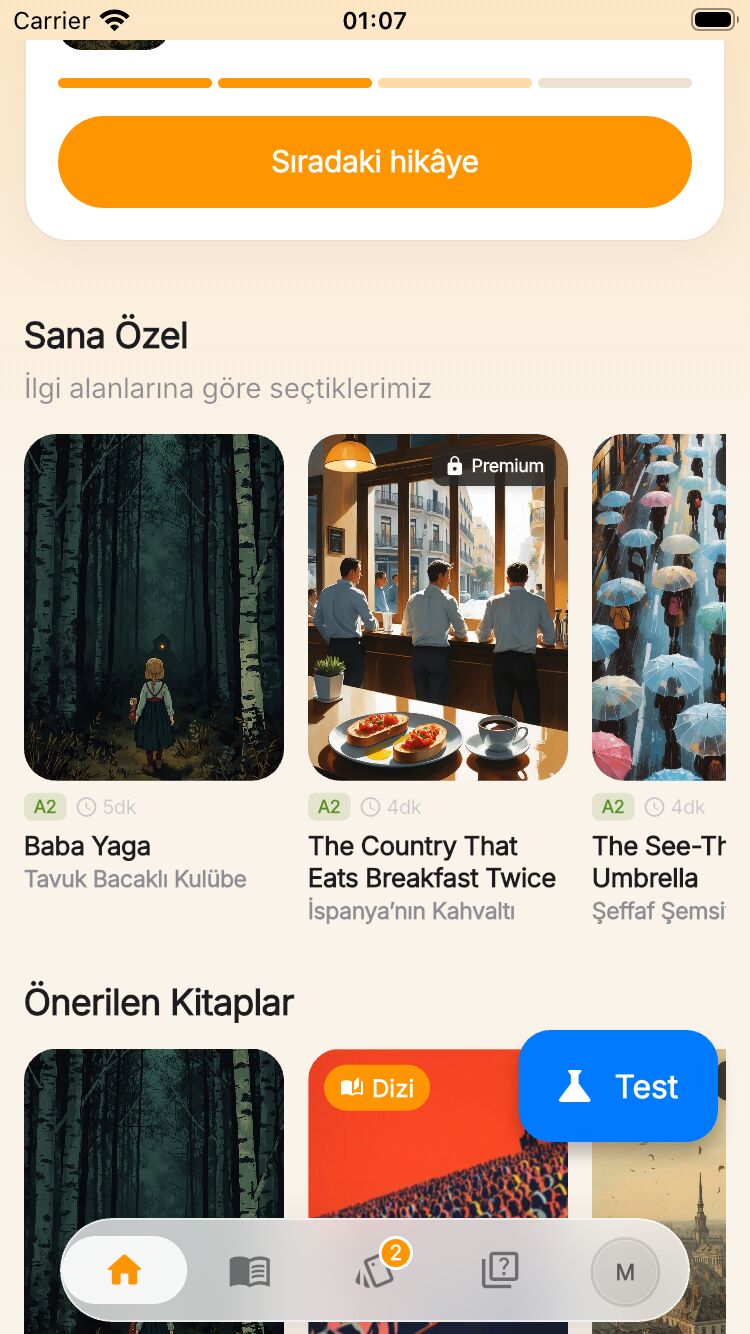 Carrier
01:07
Sıradaki hikâye
Sana Özel
İlgi alanlarına göre seçtiklerimiz
Premium
A2
5dk
Baba Yaga
Tavuk Bacaklı Kulübe
A2
4dk
The Country That
Eats Breakfast Twice
İspanya’nın Kahvaltı
A2
4dk
The See-Th
Umbrella
Şeffaf Şemsi
Önerilen Kitaplar
Dizi
Test
2
M